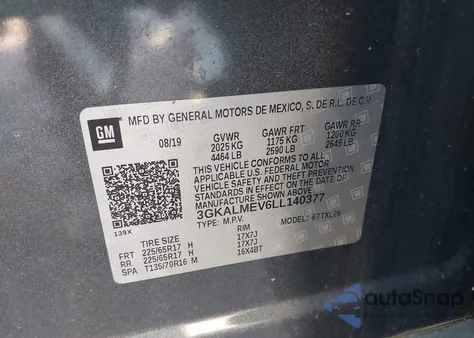 MFD BY GENERAL MOTORS DE MEXICO, S. DE R.L. DE C.V
GM
08/19 GVWR GAWR FRT GAWR RR
2025 KG 1175 KG 1200 KG
4464 LB 2590 LB 2645 LB
THIS VEHICLE CONFORMS TO ALL APPLICABLE
FEDERAL MOTOR VEHICLE SAFETY, BUMPER, AND
THEFT PREVENTION STANDARDS IN
EFFECT ON THE DATE OF
MANUFACTURE SHOWN ABOVE.
3GKALMEV6LL140377
TYPE: M.P.V. MODEL: 67TXL26
139X
TIRE SIZE RIM
FRT 225/65R17 H 17X7J
RR 225/65R17 H 17X7J
SPA T135/70R16 M 16X4BT
autoSnap